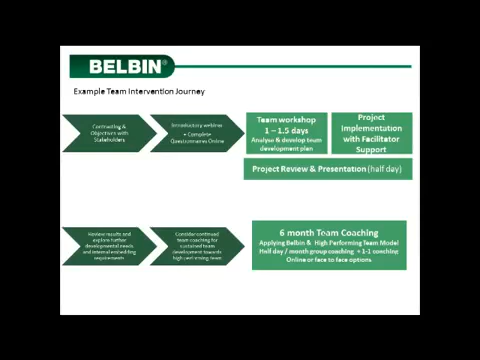 BELBIN®
Example Team Intervention Journey
Contracting &
Objectives with
Stakeholders
Introductory webinar
• Complete
Questionnaires Online
Team workshop
1 – 1.5 days
Analyse & develop team
development plan
Project
Implementation
with Facilitator
Support
Project Review & Presentation (half day)
Review results and
explore further
developmental needs
and internal embedding
requirements
Consider continued
team coaching for
sustained team
development towards
high performing team
6 month Team Coaching
Applying Belbin & High Performing Team Model
Half day / month group coaching + 1-1 coaching
Online or face to face options